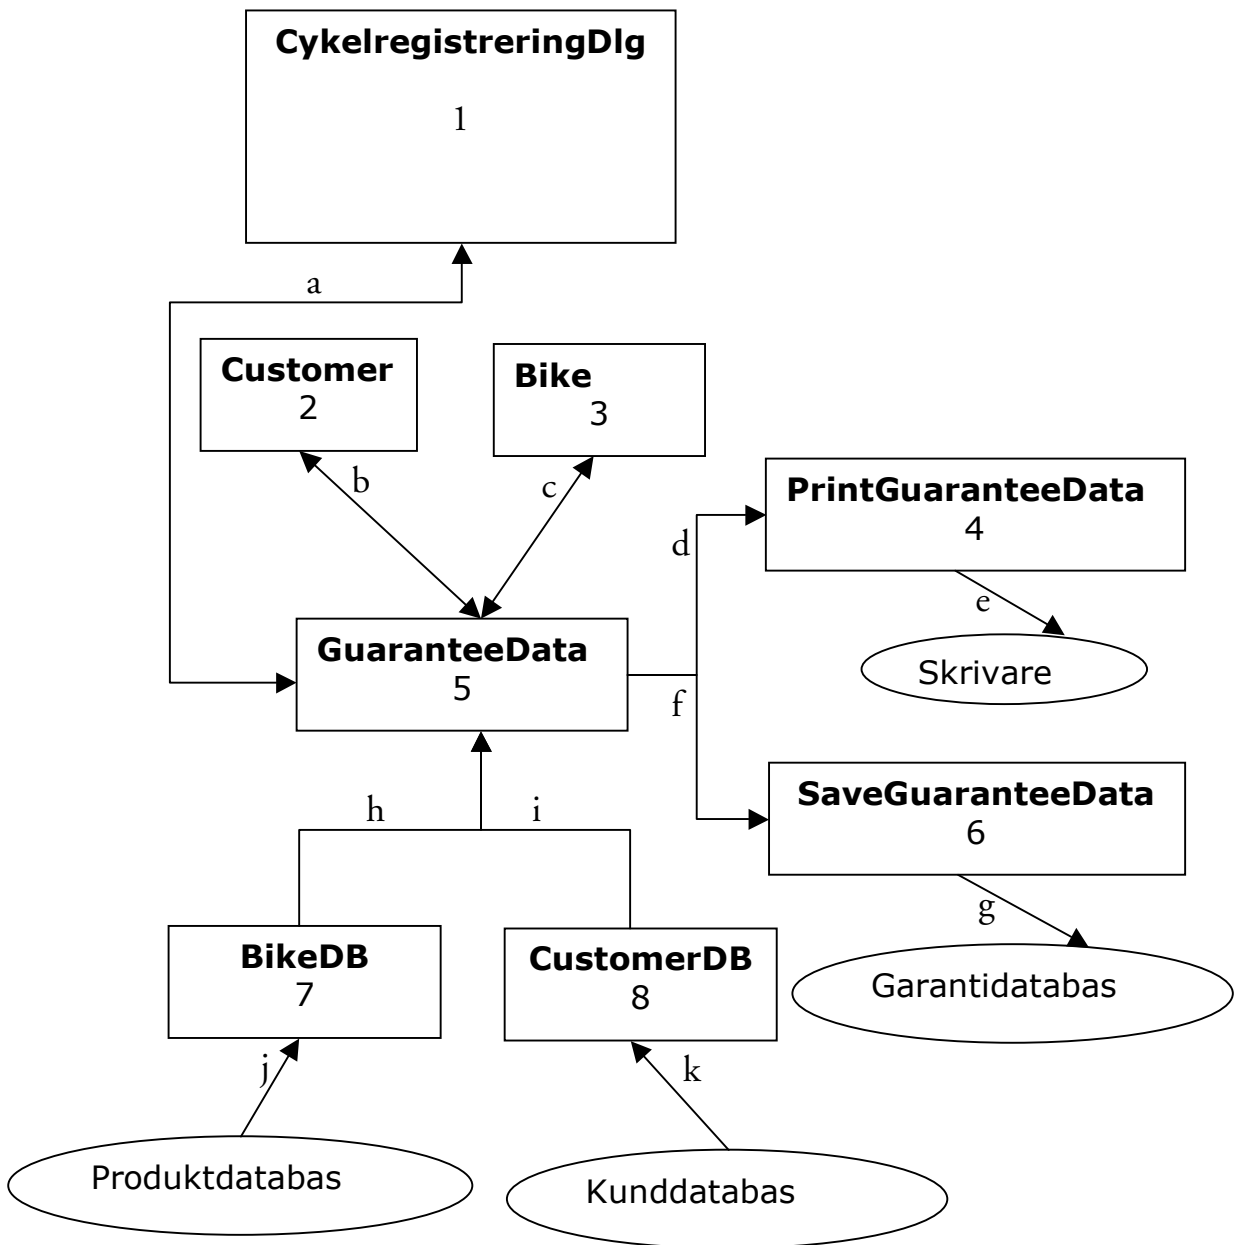 CykelregistreringDlg
1
a
Customer
2
Bike
3
b
c
PrintGuaranteeData
4
d
e
Skrivare
GuaranteeData
5
f
SaveGuaranteeData
6
g
Garantidatabas
h
i
BikeDB
7
CustomerDB
8
j
k
Produktdatabas
Kunddatabas